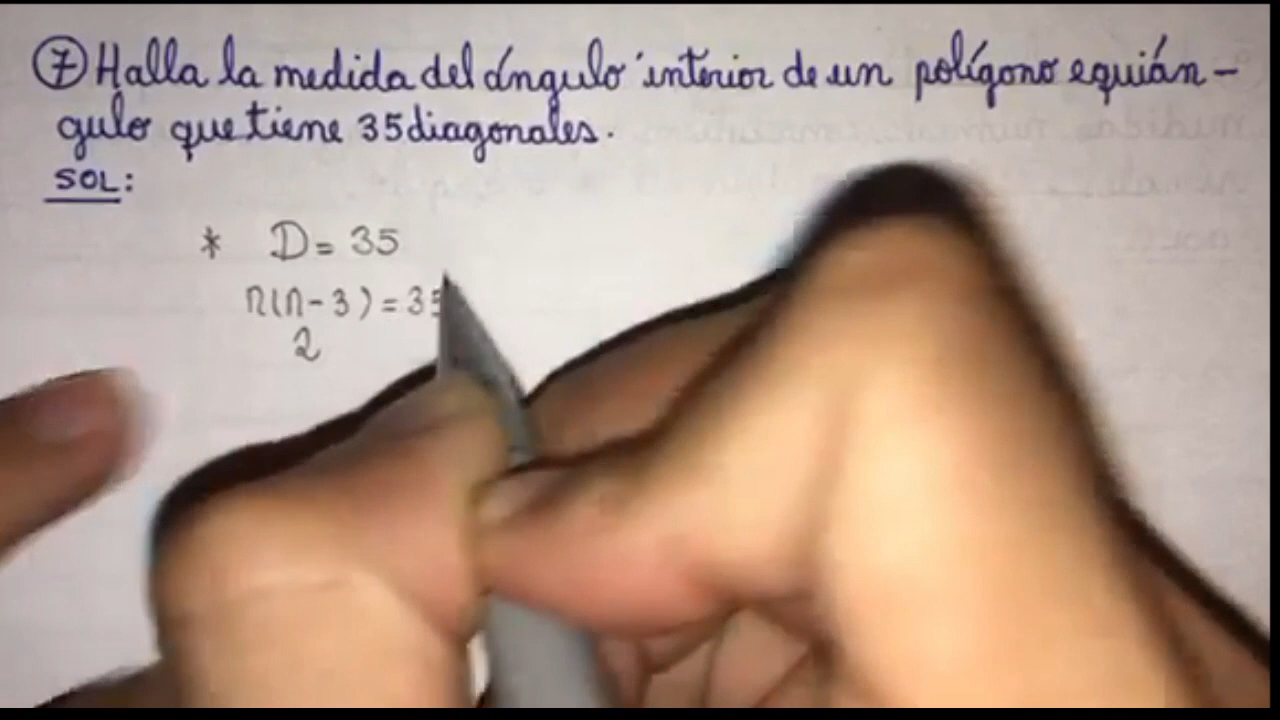 ⑦ Halla la medida del ángulo interior de un polígono equián-
gulo que tiene 35 diagonales.
SOL:
* D = 35
n(n-3) = 35
2